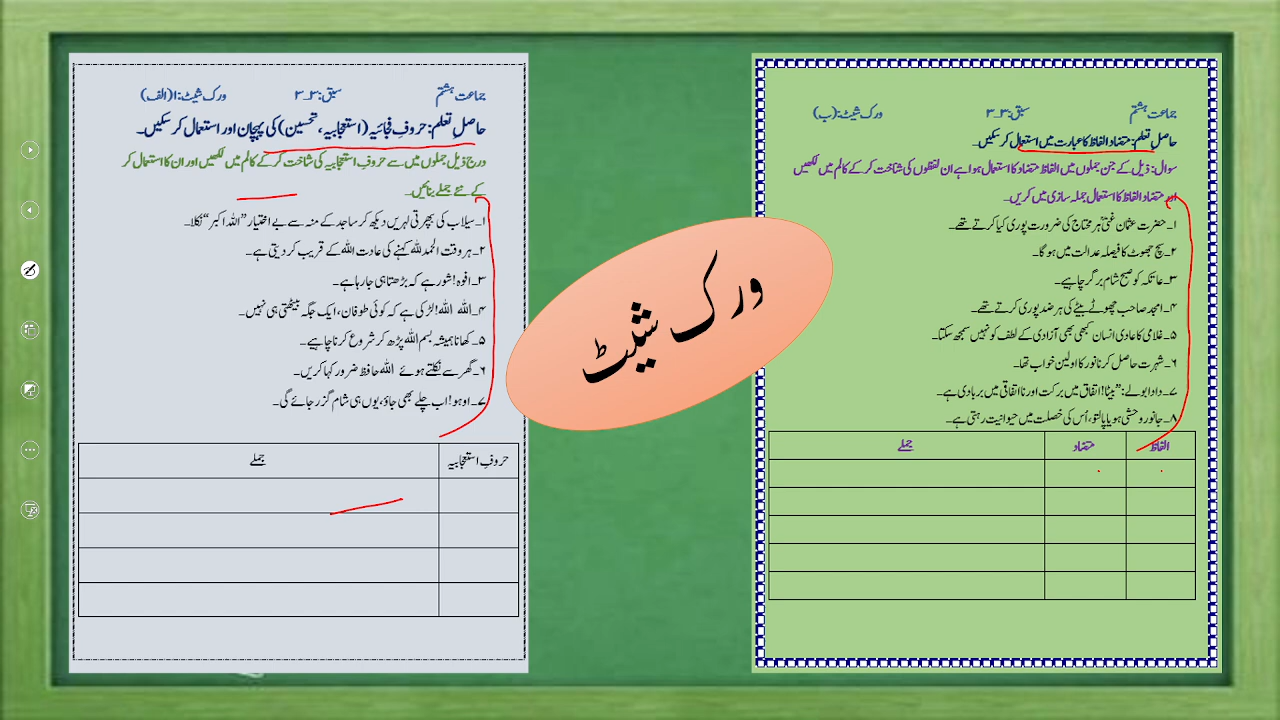 جماعت ہشتم سبق: ۳۔۳ ورک شیٹ: (ب)
حاصلِ تعلم: متضاد الفاظ کا عبارت میں استعمال کر سکیں۔
سوال: ذیل کے جن جملوں میں الفاظ متضاد کا استعمال ہوا ہے ان لفظوں کی شناخت کر کے کالم میں لکھیں
اور متضاد الفاظ کا استعمال جملہ سازی میں کریں۔
۱۔ حضرت عثمان غنیؓ ہر محتاج کی ضرورت پوری کیا کرتے تھے۔
۲۔ سچ جھوٹ کا فیصلہ عدالت میں ہو گا۔
۳۔ عاتکہ کو صبح شام برگر چاہیے۔
۴۔ امجد صاحب چھوٹے بیٹے کی ہر ضد پوری کرتے تھے۔
۵۔ غلامی کا عادی انسان کبھی بھی آزادی کے لطف کو نہیں سمجھ سکتا۔
۶۔ شہرت حاصل کرنا نور کا اولین خواب تھا۔
۷۔ دادا بولے: "بیٹا! اتفاق میں برکت اور نا اتفاقی میں بربادی ہے۔
۸۔ جانور وحشی ہو یا پالتو، اُس کی خصلت میں حیوانیت رہتی ہے۔
الفاظ متضاد جملے
ورک شیٹ
جماعت ہشتم سبق: ۳۔۳ ورک شیٹ: ۱ (الف)
حاصلِ تعلم: حروفِ فجائیہ (استعجابیہ، تحسین) کی پہچان اور استعمال کر سکیں۔
درج ذیل جملوں میں سے حروفِ استعجابیہ کی شناخت کر کے کالم میں لکھیں اور ان کا استعمال کر
کے نئے جملے بنائیں۔
۱۔ سیلاب کی بپھرتی لہریں دیکھ کر ساجد کے منہ سے بے اختیار "اللہ اکبر" نکلا۔
۲۔ ہر وقت الحمدللہ کہنے کی عادت اللہ کے قریب کر دیتی ہے۔
۳۔ افوہ! شور ہے کہ بڑھتا ہی جا رہا ہے۔
۴۔ اللہ اللہ! لڑکی ہے کہ کوئی طوفان، ایک جگہ بیٹھتی ہی نہیں۔
۵۔ کھانا ہمیشہ بسم اللہ پڑھ کر شروع کرنا چاہیے۔
۶۔ گھر سے نکلتے ہوئے اللہ حافظ ضرور کہا کریں۔
۷۔ اوہو! اب چلے بھی جاؤ، یوں ہی شام گزر جائے گی۔
حروفِ استعجابیہ جملے